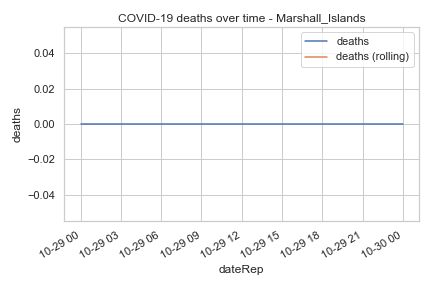 COVID-19 deaths over time - Marshall_Islands
deaths
deaths (rolling)
deaths
0.04
0.02
0.00
−0.02
−0.04
10-29 00
10-29 03
10-29 06
10-29 09
10-29 12
10-29 15
10-29 18
10-29 21
10-30 00
dateRep